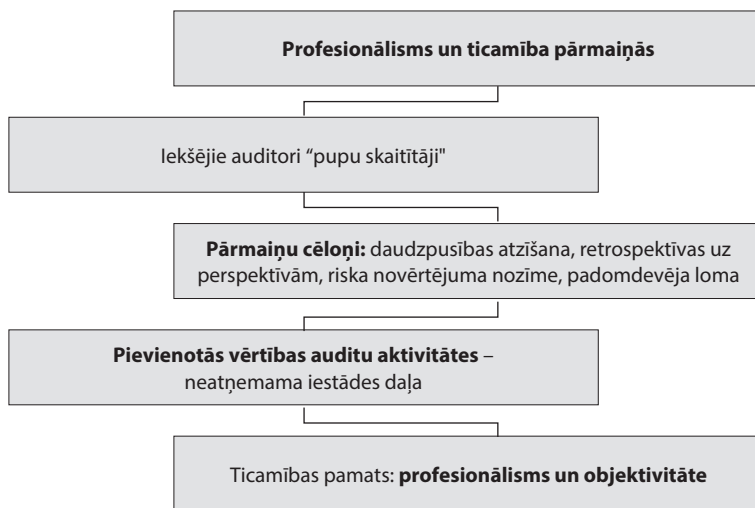 Profesionālisms un ticamība pārmaiņās
Iekšējie auditori “pupu skaitītāji"
Pārmaiņu cēloņi: daudzpusības atzīšana, retrospektīvas uz
perspektīvām, riska novērtējuma nozīme, padomdevēja loma
Pievienotās vērtības auditu aktivitātes –
neatņemama iestādes daļa
Ticamības pamats: profesionālisms un objektivitāte